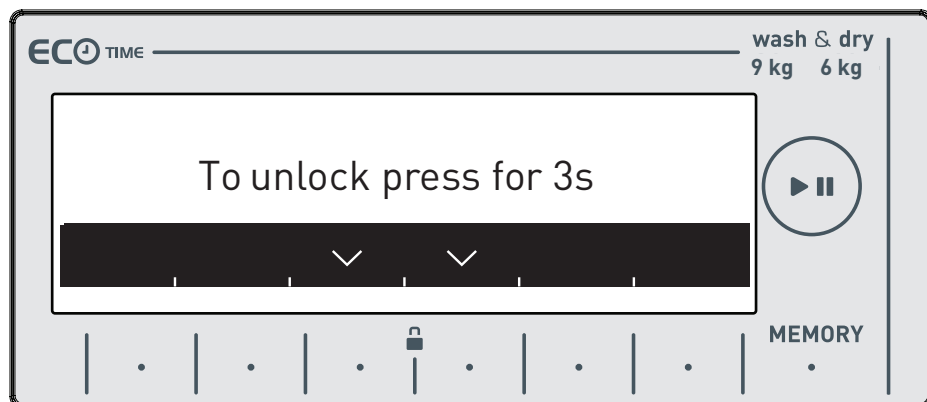 ECO TIME
wash & dry
9 kg 6 kg
To unlock press for 3s
MEMORY